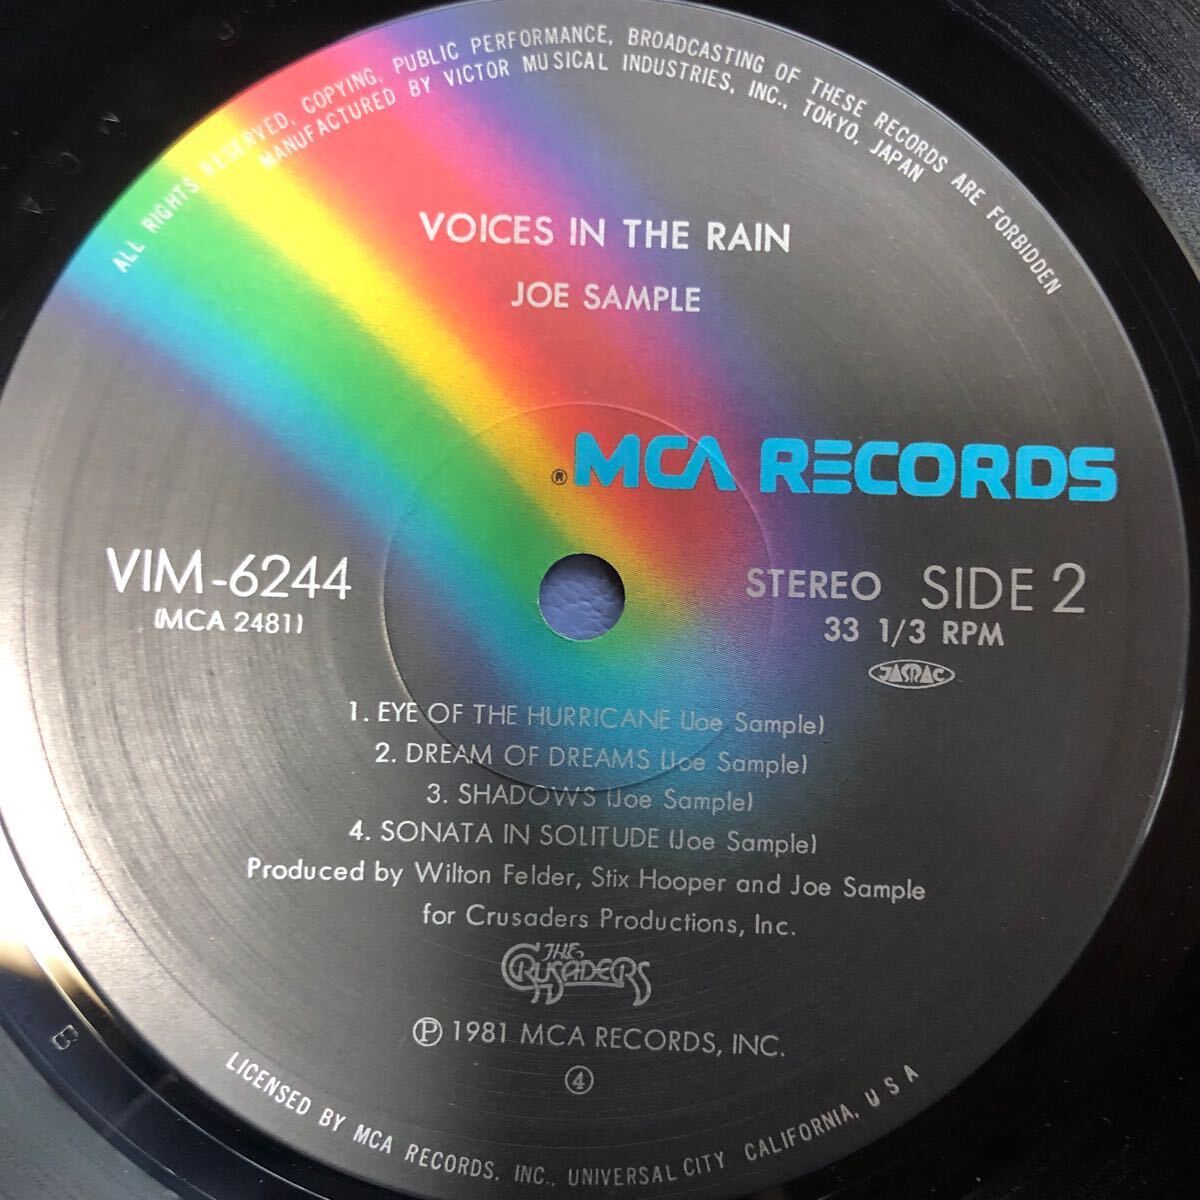 ALL RIGHTS RESERVED, COPYING, PUBLIC PERFORMANCE, BROADCASTING OF THESE RECORDS ARE FORBIDDEN
MANUFACTURED BY VICTOR MUSICAL INDUSTRIES, INC., TOKYO, JAPAN
VOICES IN THE RAIN
JOE SAMPLE
® MCA RECORDS
VIM-6244
(MCA 2481)
STEREO SIDE 2
33 1/3 RPM
JASRAC
1. EYE OF THE HURRICANE (Joe Sample)
2. DREAM OF DREAMS (Joe Sample)
3. SHADOWS (Joe Sample)
4. SONATA IN SOLITUDE (Joe Sample)
Produced by Wilton Felder, Stix Hooper and Joe Sample
for Crusaders Productions, Inc.
THE CRUSADERS
Ⓟ 1981 MCA RECORDS, INC.
④
LICENSED BY MCA RECORDS, INC., UNIVERSAL CITY CALIFORNIA, U S A
B